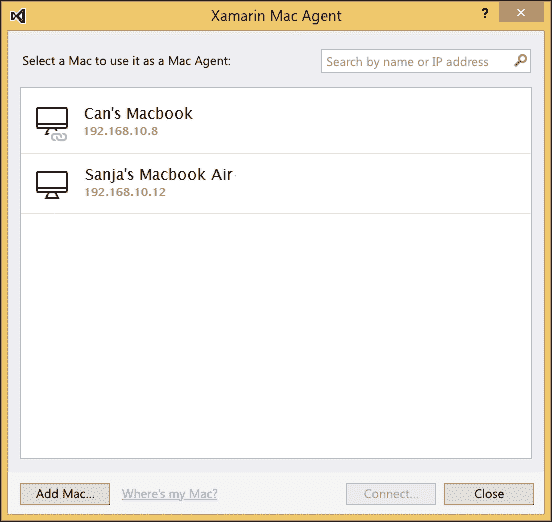 Xamarin Mac Agent
?
Select a Mac to use it as a Mac Agent:
Search by name or IP address
Can's Macbook
192.168.10.8
Sanja's Macbook Air
192.168.10.12
Add Mac...
Where's my Mac?
Connect...
Close